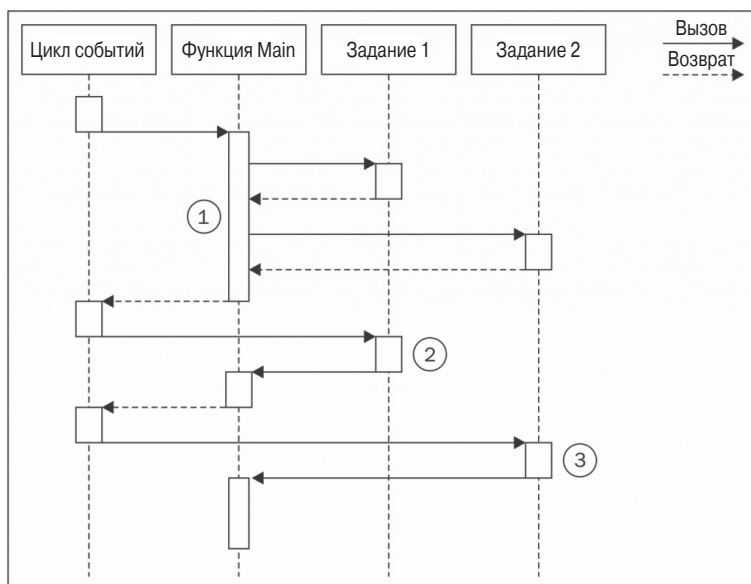 Цикл событий
Функция Main
Задание 1
Задание 2
Вызов
Возврат
1
2
3